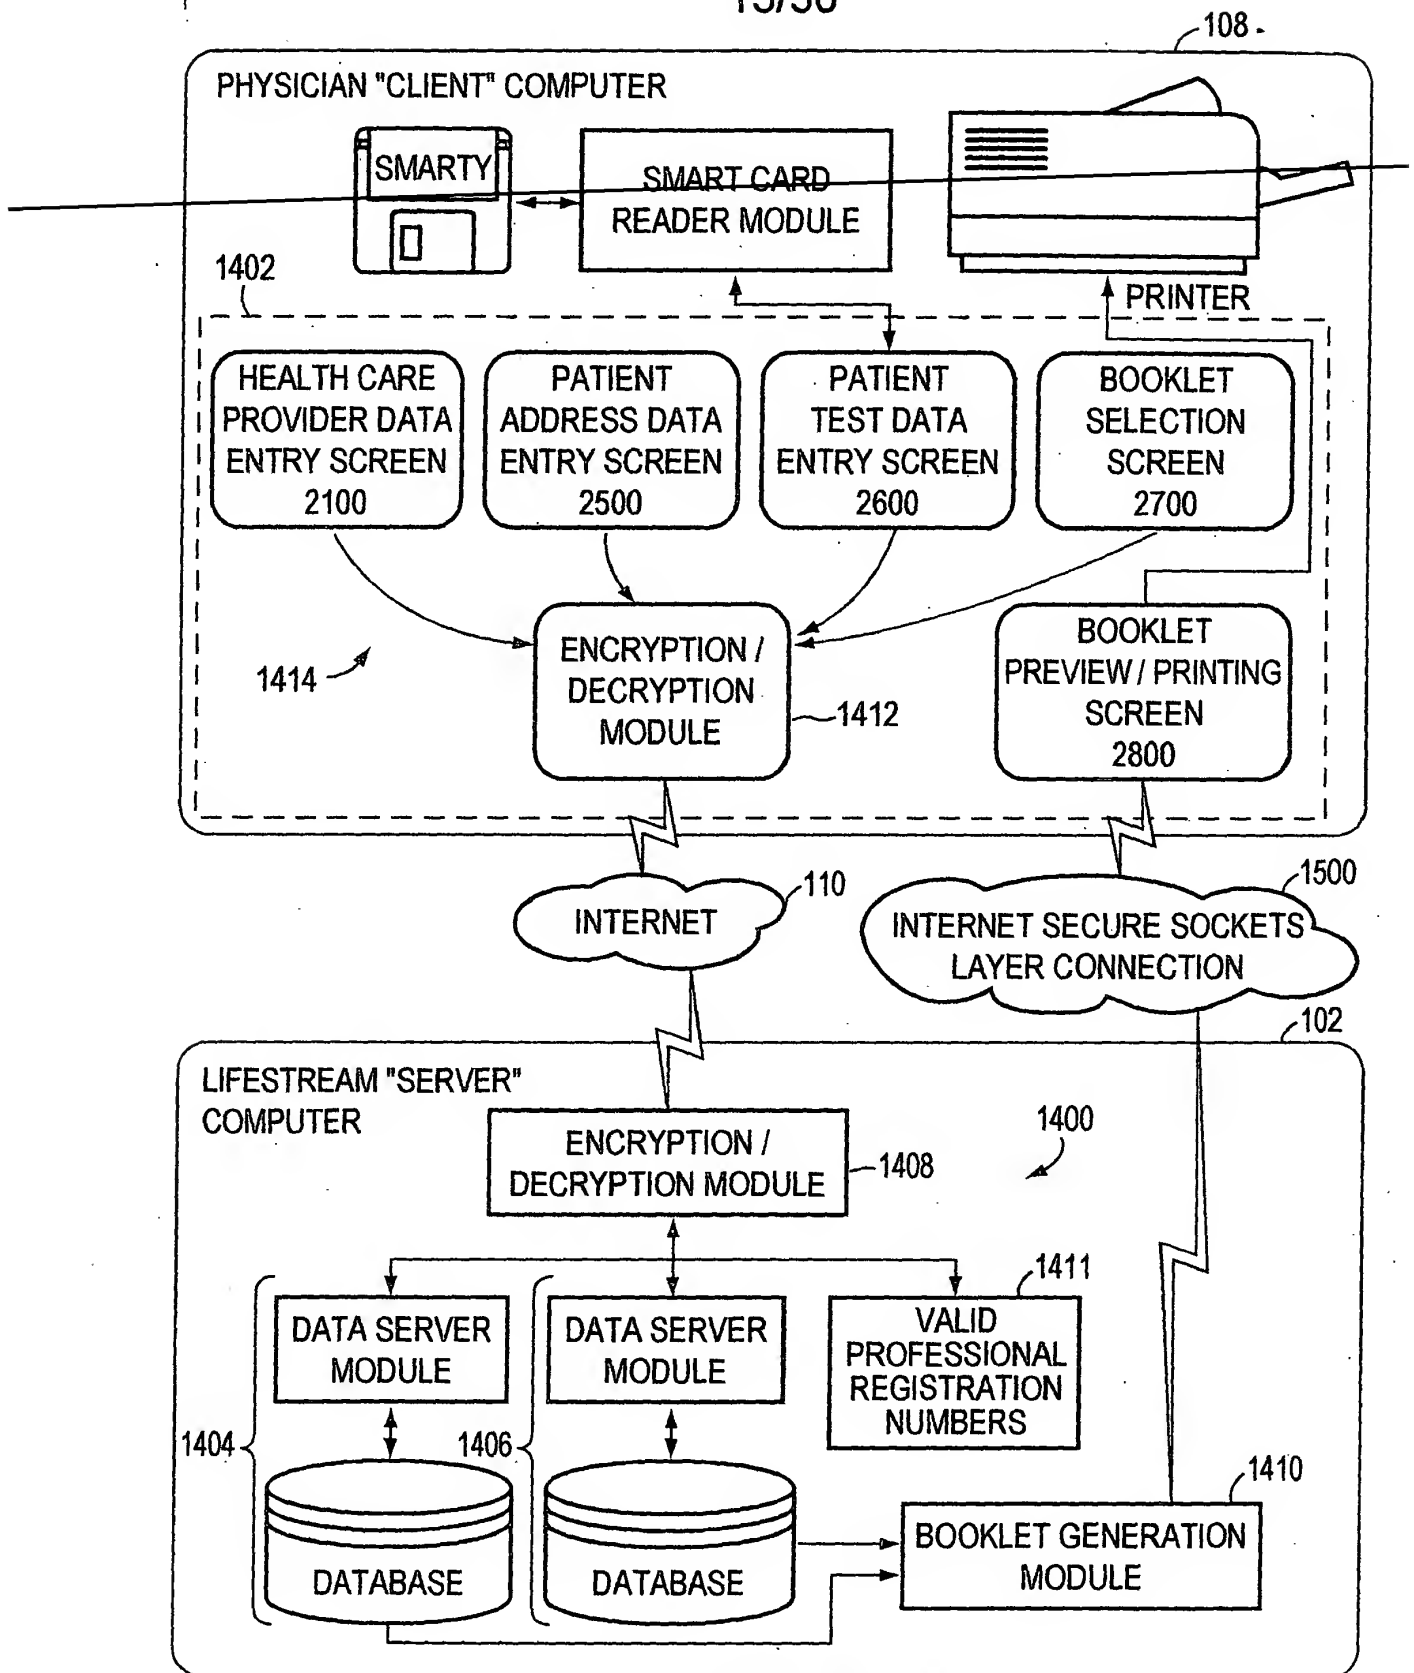 108
PHYSICIAN "CLIENT" COMPUTER
SMARTY
SMART CARD
READER MODULE
PRINTER
1402
HEALTH CARE
PROVIDER DATA
ENTRY SCREEN
2100
PATIENT
ADDRESS DATA
ENTRY SCREEN
2500
PATIENT
TEST DATA
ENTRY SCREEN
2600
BOOKLET
SELECTION
SCREEN
2700
1414
ENCRYPTION /
DECRYPTION
MODULE
1412
BOOKLET
PREVIEW / PRINTING
SCREEN
2800
INTERNET
110
INTERNET SECURE SOCKETS
LAYER CONNECTION
1500
102
LIFESTREAM "SERVER"
COMPUTER
ENCRYPTION /
DECRYPTION MODULE
1408
1400
1404
DATA SERVER
MODULE
DATABASE
1406
DATA SERVER
MODULE
DATABASE
1411
VALID
PROFESSIONAL
REGISTRATION
NUMBERS
1410
BOOKLET GENERATION
MODULE